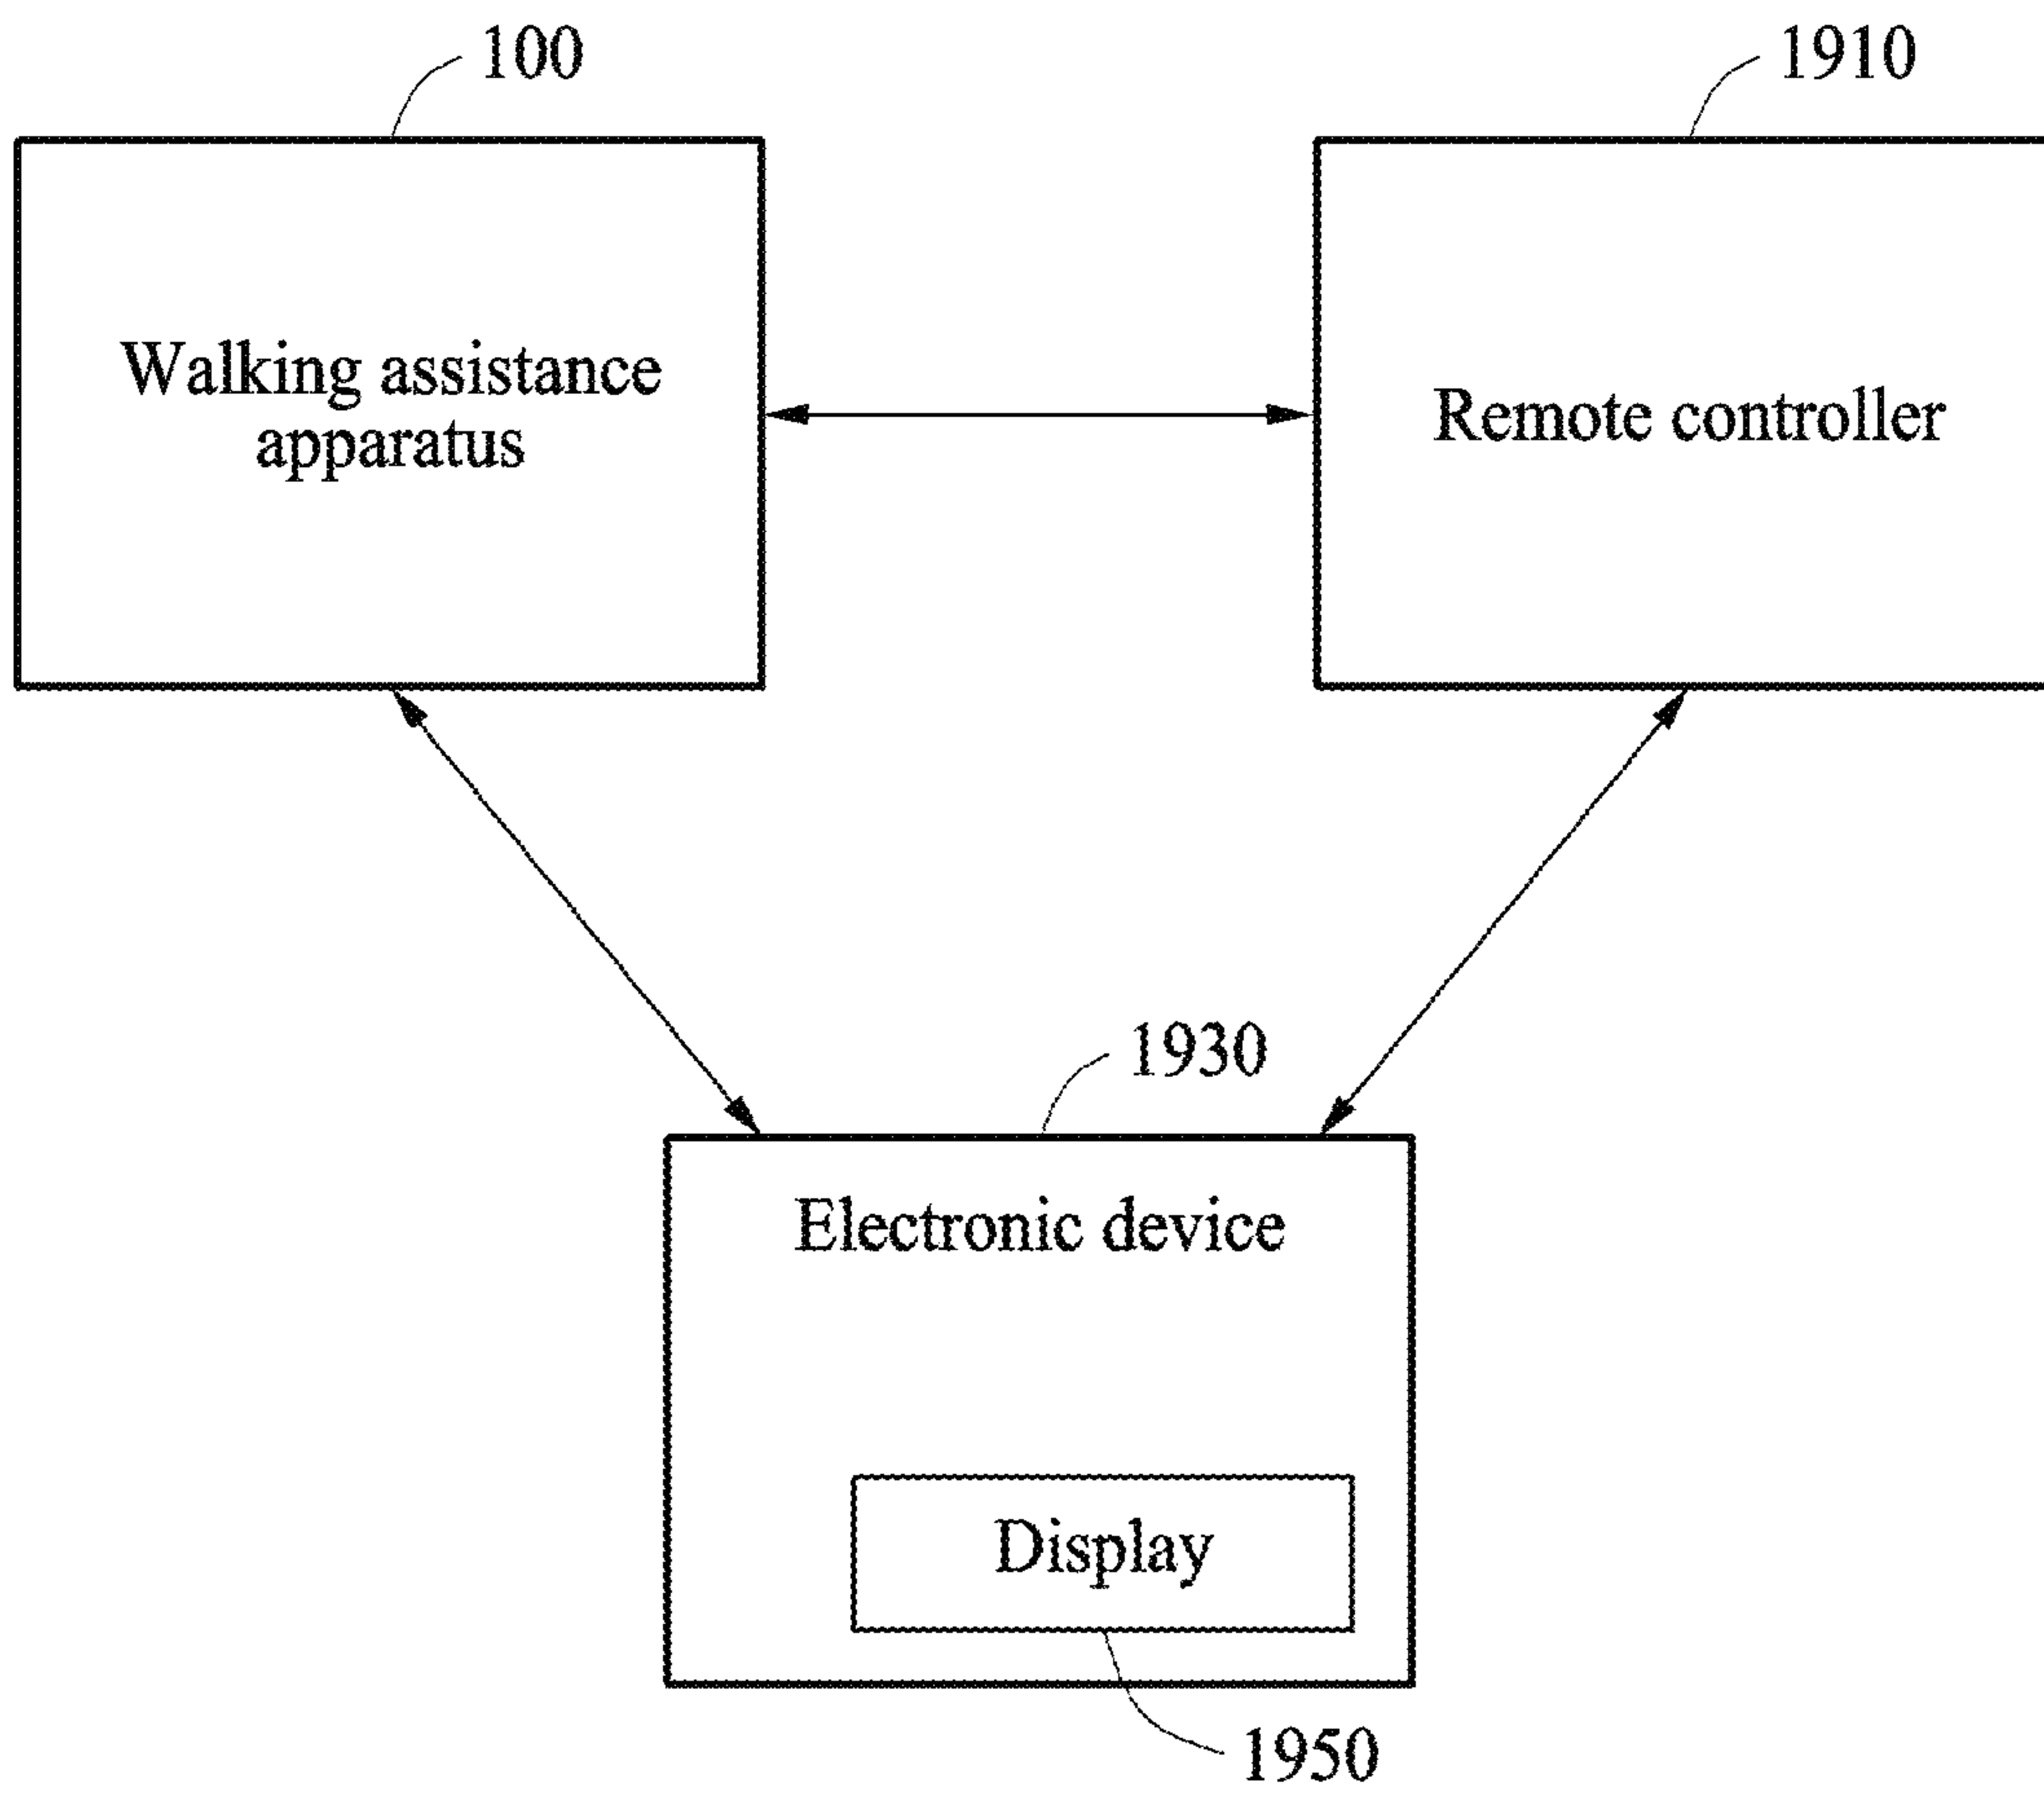 100
1910
Walking assistance
apparatus
Remote controller
1930
Electronic device
Display
1950